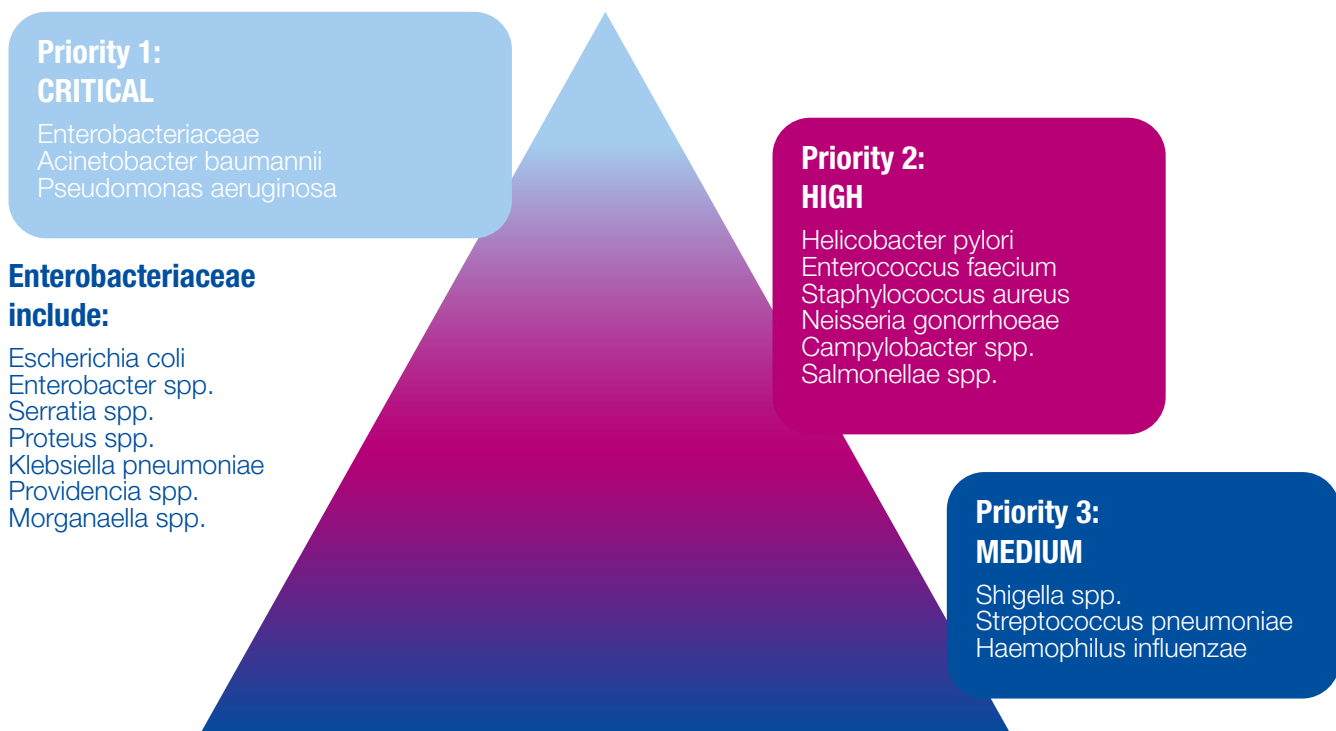 Priority 1:
CRITICAL
Enterobacteriaceae
Acinetobacter baumannii
Pseudomonas aeruginosa
Enterobacteriaceae
include:
Escherichia coli
Enterobacter spp.
Serratia spp.
Proteus spp.
Klebsiella pneumoniae
Providencia spp.
Morganaella spp.
Priority 2:
HIGH
Helicobacter pylori
Enterococcus faecium
Staphylococcus aureus
Neisseria gonorrhoeae
Campylobacter spp.
Salmonellae spp.
Priority 3:
MEDIUM
Shigella spp.
Streptococcus pneumoniae
Haemophilus influenzae